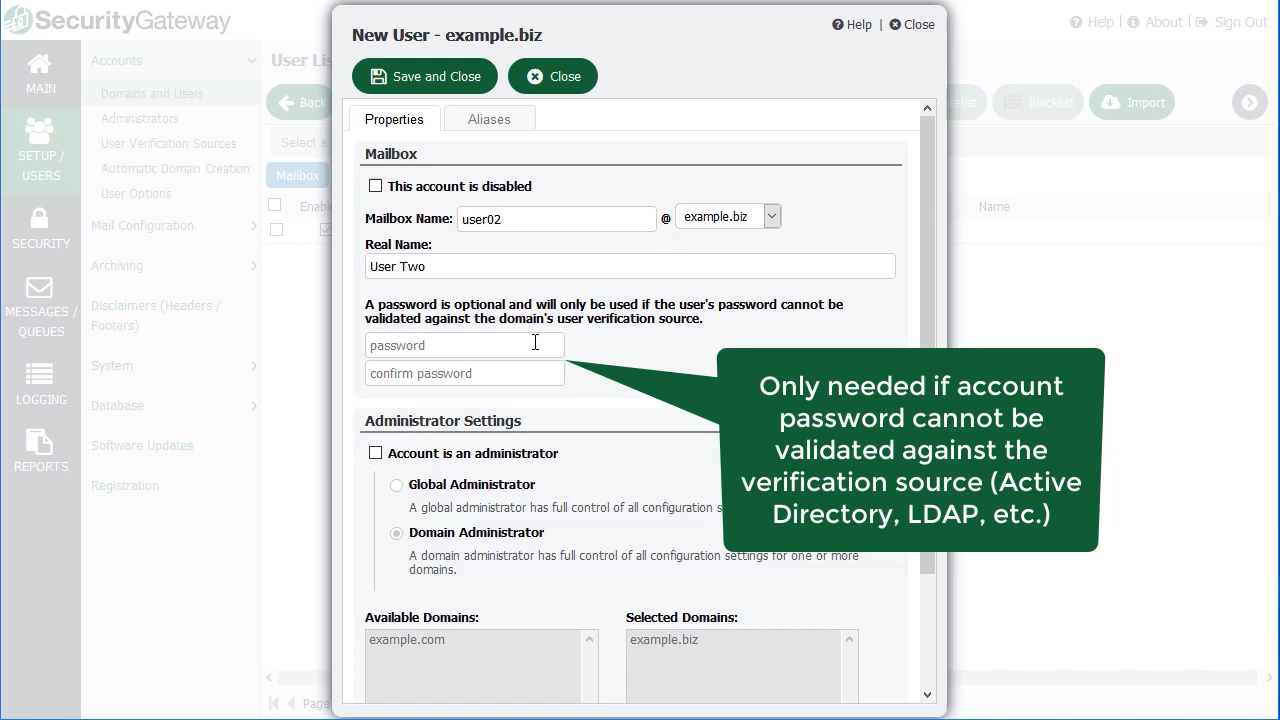 SecurityGateway
Help | About | Sign Out
MAIN
SETUP /
USERS
SECURITY
MESSAGES /
QUEUES
LOGGING
REPORTS
Accounts
Domains and Users
Administrators
User Verification Sources
Automatic Domain Creation
User Options
Mail Configuration
Archiving
Disclaimers (Headers /
Footers)
System
Database
Software Updates
Registration
User Lis
Back
Blacklist
Import
Select a
Mailbox
Enable
Name
Page
New User - example.biz
Help | Close
Save and Close
Close
Properties
Aliases
Mailbox
This account is disabled
Mailbox Name: user02 @ example.biz
Real Name:
User Two
A password is optional and will only be used if the user's password cannot be
validated against the domain's user verification source.
password
confirm password
Only needed if account
password cannot be
validated against the
verification source (Active
Directory, LDAP, etc.)
Administrator Settings
Account is an administrator
Global Administrator
A global administrator has full control of all configuration s
Domain Administrator
A domain administrator has full control of all configuration settings for one or more
domains.
Available Domains:
example.com
Selected Domains:
example.biz